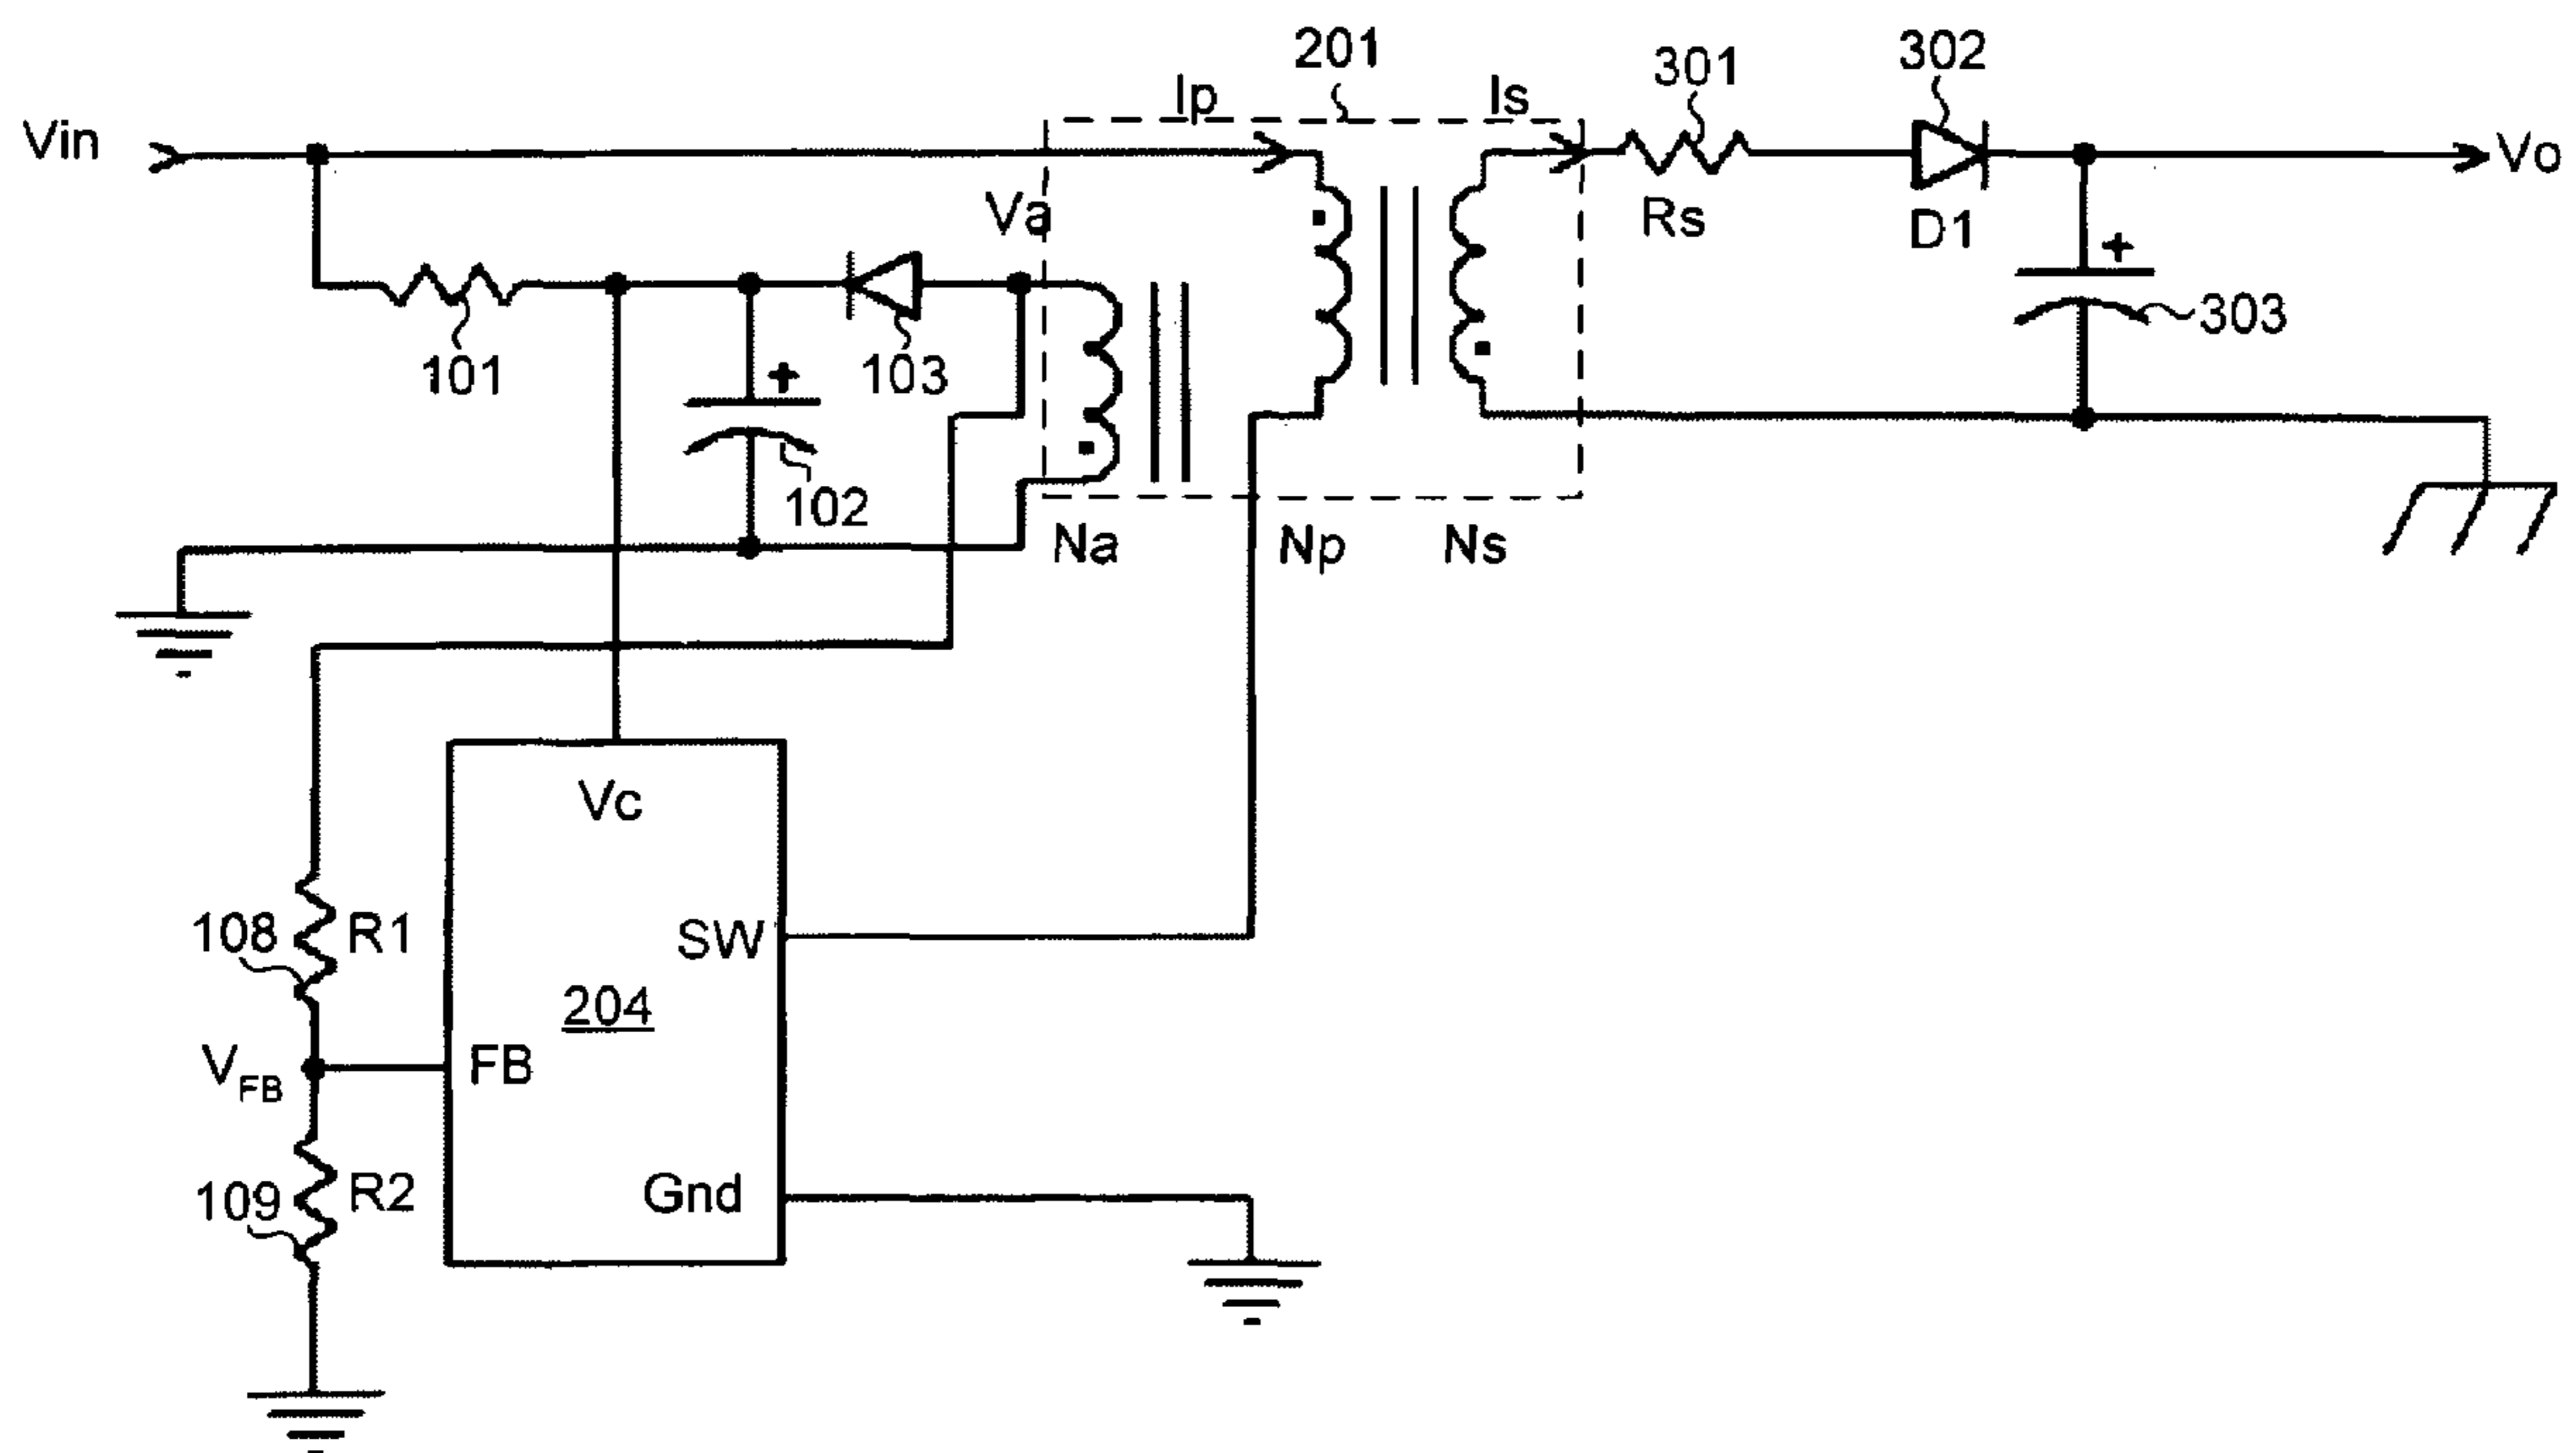 201
301
302
Ip
Is
Vin
Vo
Va
Rs
D1
+
303
101
+
103
102
Na
Np
Ns
Vc
108
R1
SW
204
V_FB
FB
109
R2
Gnd